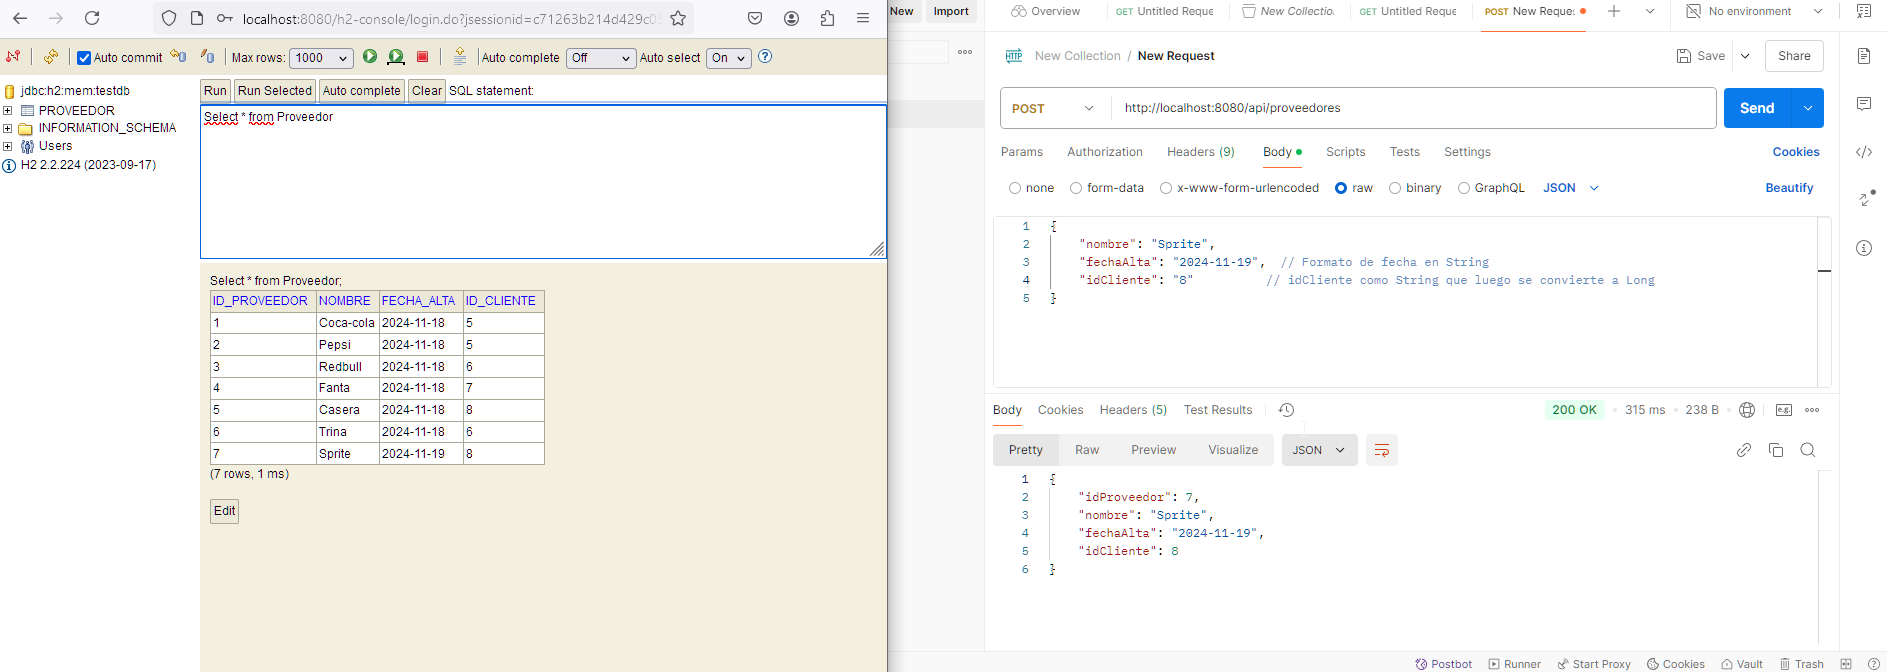 localhost:8080/h2-console/login.do?jsessionid=c71263b214d429c0
Auto commit
Max rows: 1000
Auto complete Off
Auto select On
jdbc:h2:mem:testdb
PROVEEDOR
INFORMATION_SCHEMA
Users
H2 2.2.224 (2023-09-17)
Run Run Selected Auto complete Clear SQL statement:
Select * from Proveedor
Select * from Proveedor;
ID_PROVEEDOR NOMBRE FECHA_ALTA ID_CLIENTE
1 Coca-cola 2024-11-18 5
2 Pepsi 2024-11-18 5
3 Redbull 2024-11-18 6
4 Fanta 2024-11-18 7
5 Casera 2024-11-18 8
6 Trina 2024-11-18 6
7 Sprite 2024-11-19 8
(7 rows, 1 ms)
Edit
New Import
Overview GET Untitled Reque New Collectio GET Untitled Reque POST New Reque No environment
HTTP New Collection / New Request Save Share
POST http://localhost:8080/api/proveedores Send
Params Authorization Headers (9) Body Scripts Tests Settings Cookies
none form-data x-www-form-urlencoded raw binary GraphQL JSON Beautify
1 {
2 "nombre": "Sprite",
3 "fechaAlta": "2024-11-19", // Formato de fecha en String
4 "idCliente": "8" // idCliente como String que luego se convierte a Long
5 }
Body Cookies Headers (5) Test Results 200 OK 315 ms 238 B e.g.
Pretty Raw Preview Visualize JSON
1 {
2 "idProveedor": 7,
3 "nombre": "Sprite",
4 "fechaAlta": "2024-11-19",
5 "idCliente": 8
6 }
Postbot Runner Start Proxy Cookies Vault Trash